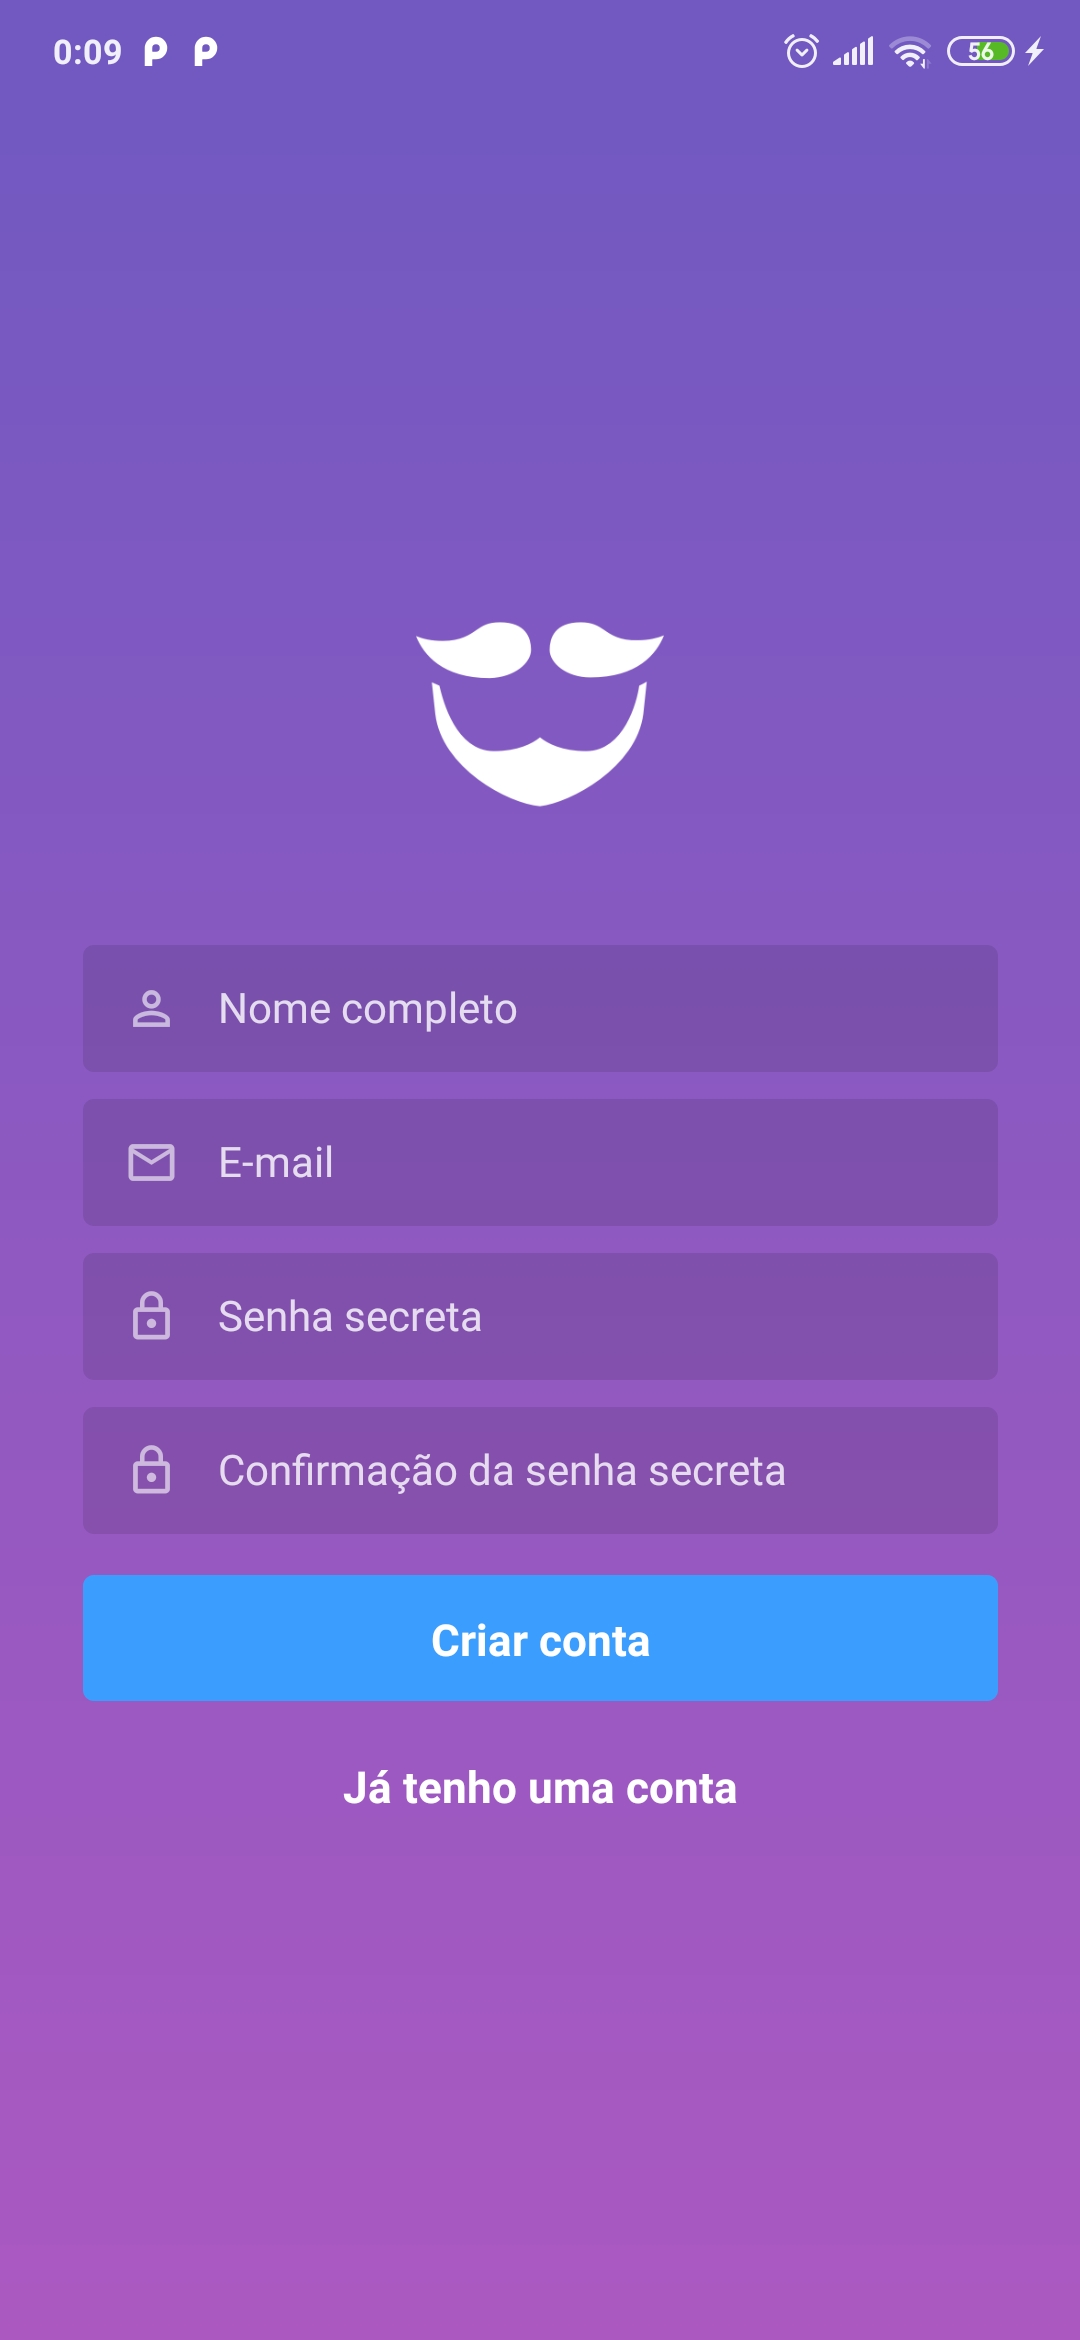 0:09
56
Nome completo
E-mail
Senha secreta
Confirmação da senha secreta
Criar conta
Já tenho uma conta